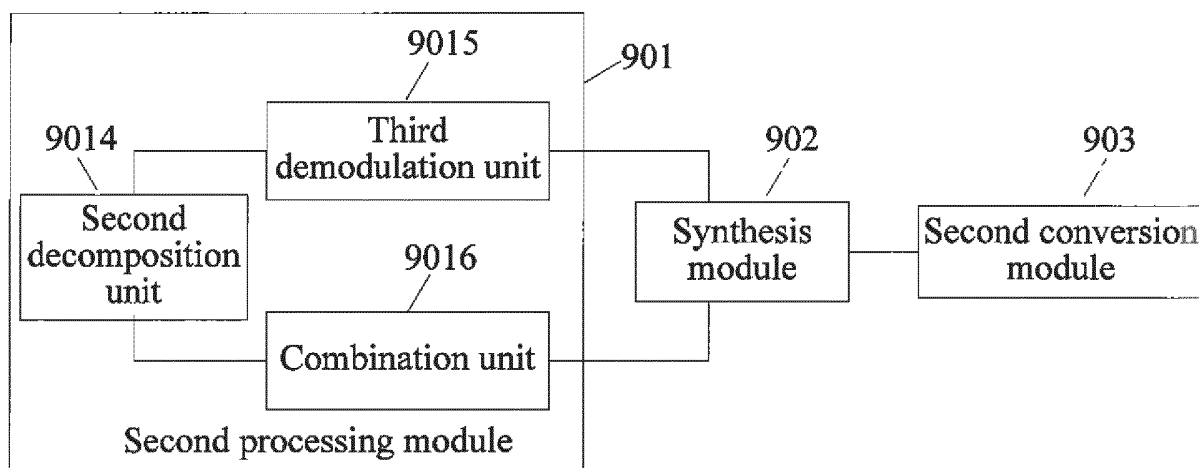 9015
901
Third
demodulation unit
9014
902
903
Second
decomposition
unit
Synthesis
module
Second conversion
module
9016
Combination unit
Second processing module